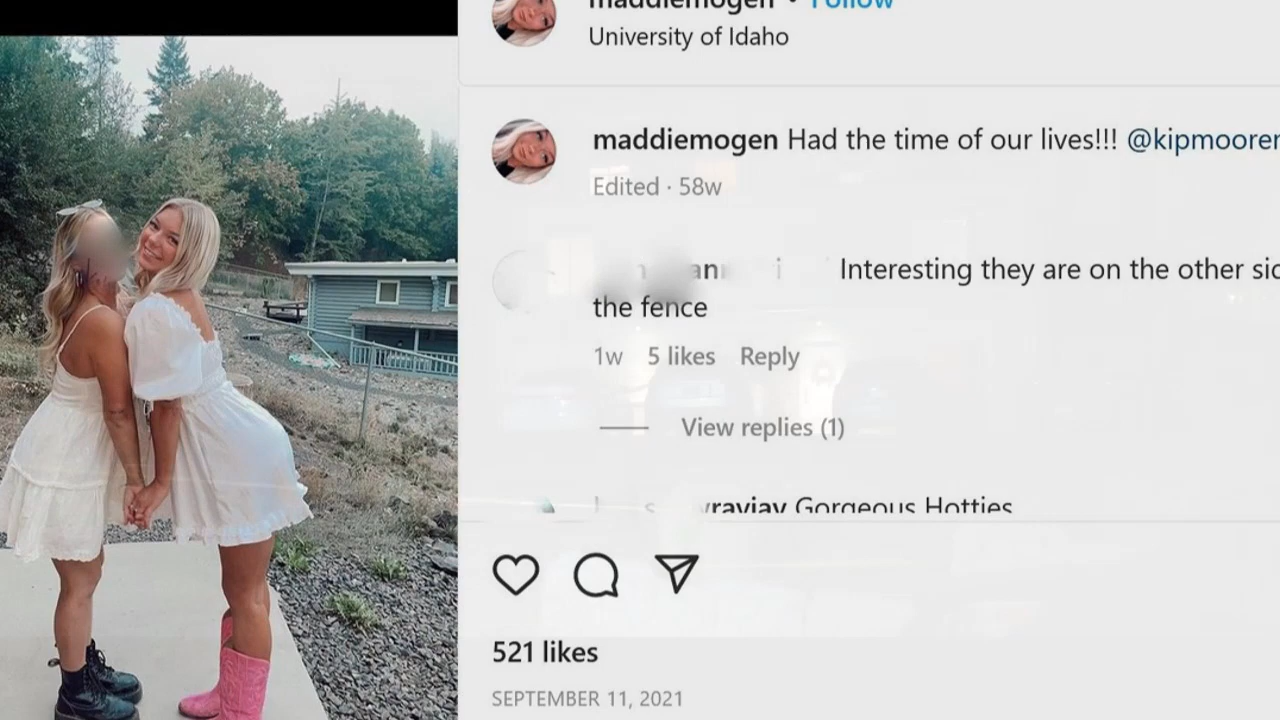 maddiemogen • Follow
University of Idaho
maddiemogen Had the time of our lives!!! @kipmoorer
Edited · 58w
Interesting they are on the other sid
the fence
1w 5 likes Reply
View replies (1)
Gorgeous Hotties
521 likes
SEPTEMBER 11, 2021